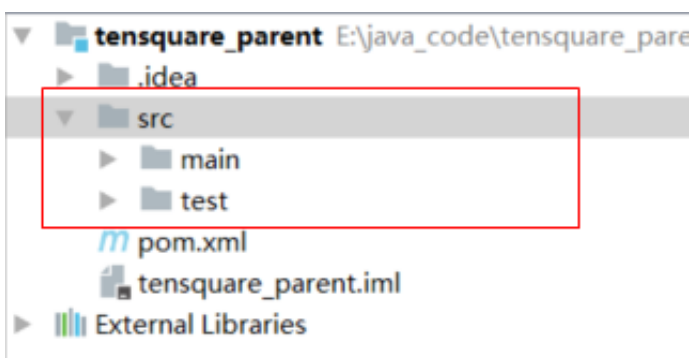 tensquare_parent E:\java_code\tensquare_pare
.idea
src
main
test
pom.xml
tensquare_parent.iml
External Libraries